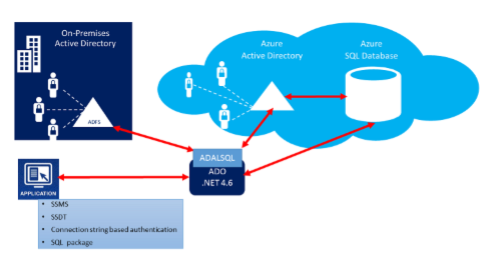 On-Premises
Active Directory
ADFS
Azure
Active Directory
Azure
SQL Database
ADALSQL
ADO
.NET 4.6
APPLICATION
• SSMS
• SSDT
• Connection string based authentication
• SQL package